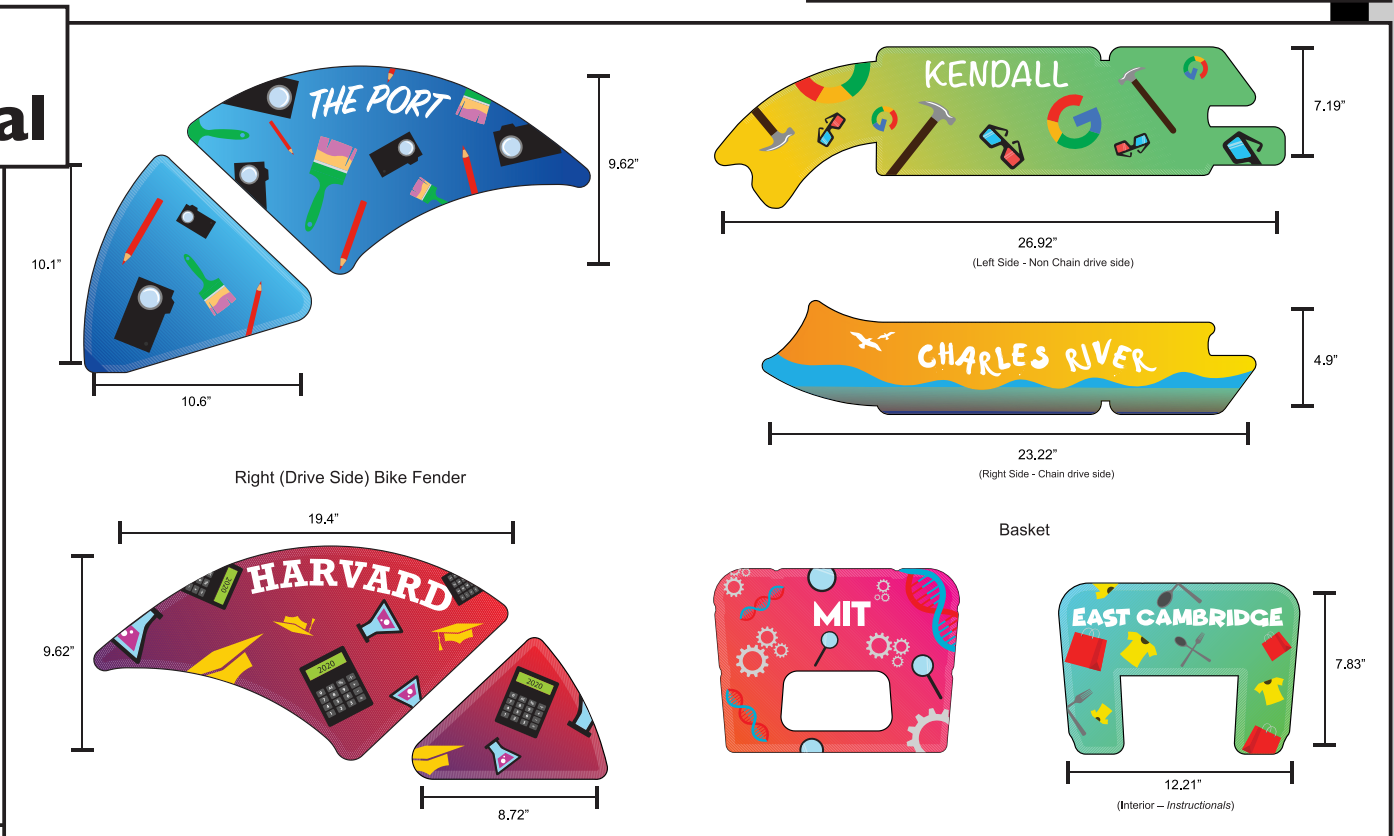 al
THE PORT
9.62”
10.1”
10.6”
KENDALL
7.19”
26.92”
(Left Side - Non Chain drive side)
CHARLES RIVER
4.9”
23.22”
(Right Side - Chain drive side)
Right (Drive Side) Bike Fender
19.4”
HARVARD
2020
2020
2020
9.62”
8.72”
Basket
MIT
EAST CAMBRIDGE
7.83”
12.21”
(Interior – Instructionals)